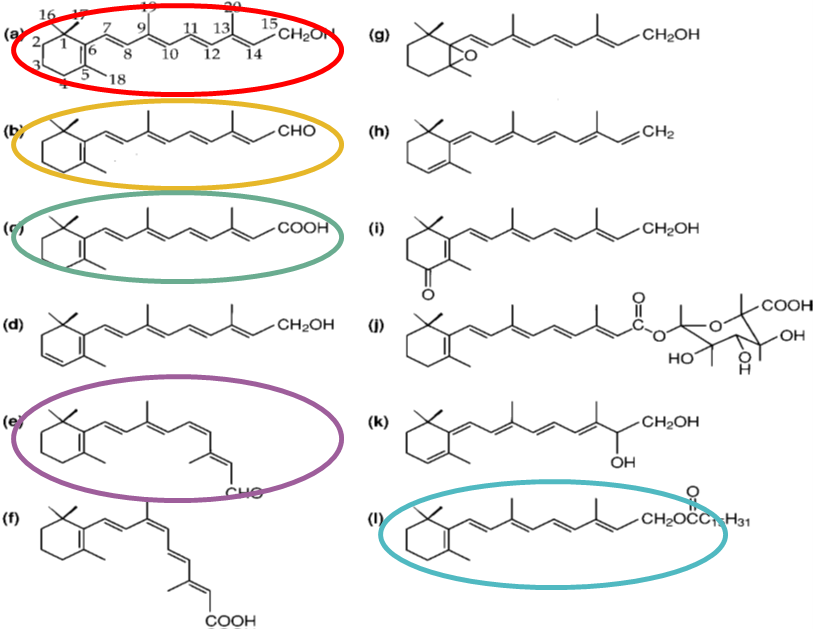 (a) 16 17 19 20
1 2 3 4 5 6 7 8 9 10 11 12 13 14 15 18 CH₂OH
(g) O CH₂OH
(b) CHO
(h) CH₂
(c) COOH
(i) CH₂OH
O
(d) CH₂OH
(j) O O O COOH
HO O H OH
(e) CHO
(k) CH₂OH
OH
(f) COOH
(l) O
CH₂OCC₁₅H₃₁